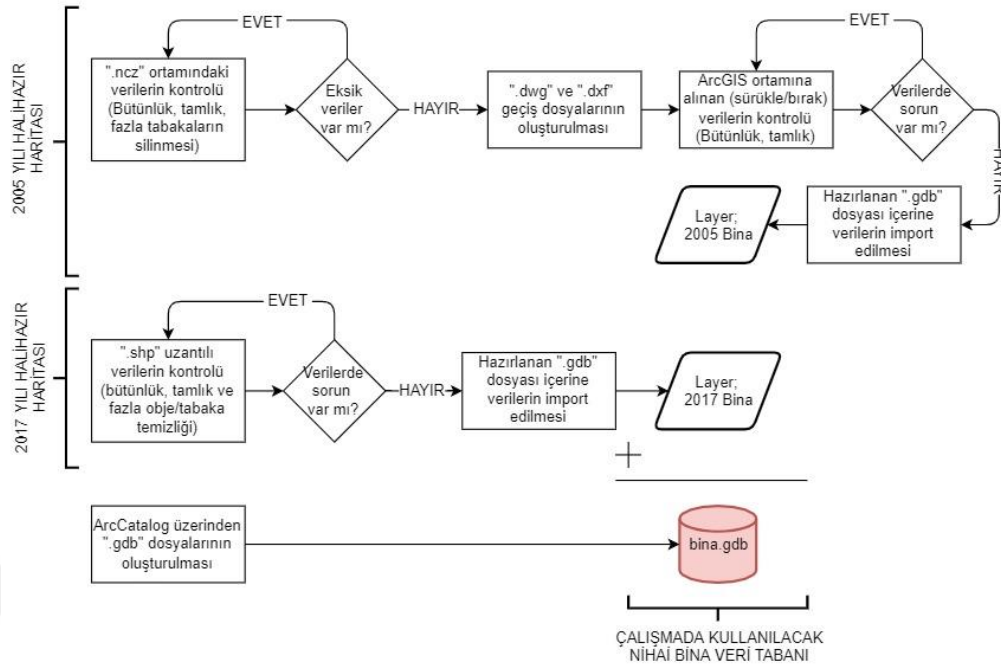 2005 YILI HALİHAZIR
HARİTASI
EVET
".ncz" ortamındaki
verilerin kontrolü
(Bütünlük, tamlık,
fazla tabakaların
silinmesi)
Eksik
veriler
var mı?
HAYIR
".dwg" ve ".dxf"
geçiş dosyalarının
oluşturulması
EVET
ArcGIS ortamına
alınan (sürükle/bırak)
verilerin kontrolü
(Bütünlük, tamlık)
Verilerde
sorun
var mı?
HAYIR
Hazırlanan ".gdb"
dosyası içerine
verilerin import
edilmesi
Layer;
2005 Bina
2017 YILI HALİHAZIR
HARİTASI
EVET
".shp" uzantılı
verilerin kontrolü
(bütünlük, tamlık ve
fazla obje/tabaka
temizliği)
Verilerde
sorun
var mı?
HAYIR
Hazırlanan ".gdb"
dosyası içerine
verilerin import
edilmesi
Layer;
2017 Bina
+
ArcCatalog üzerinden
".gdb" dosyalarının
oluşturulması
bina.gdb
ÇALIŞMADA KULLANILACAK
NİHAİ BİNA VERİ TABANI